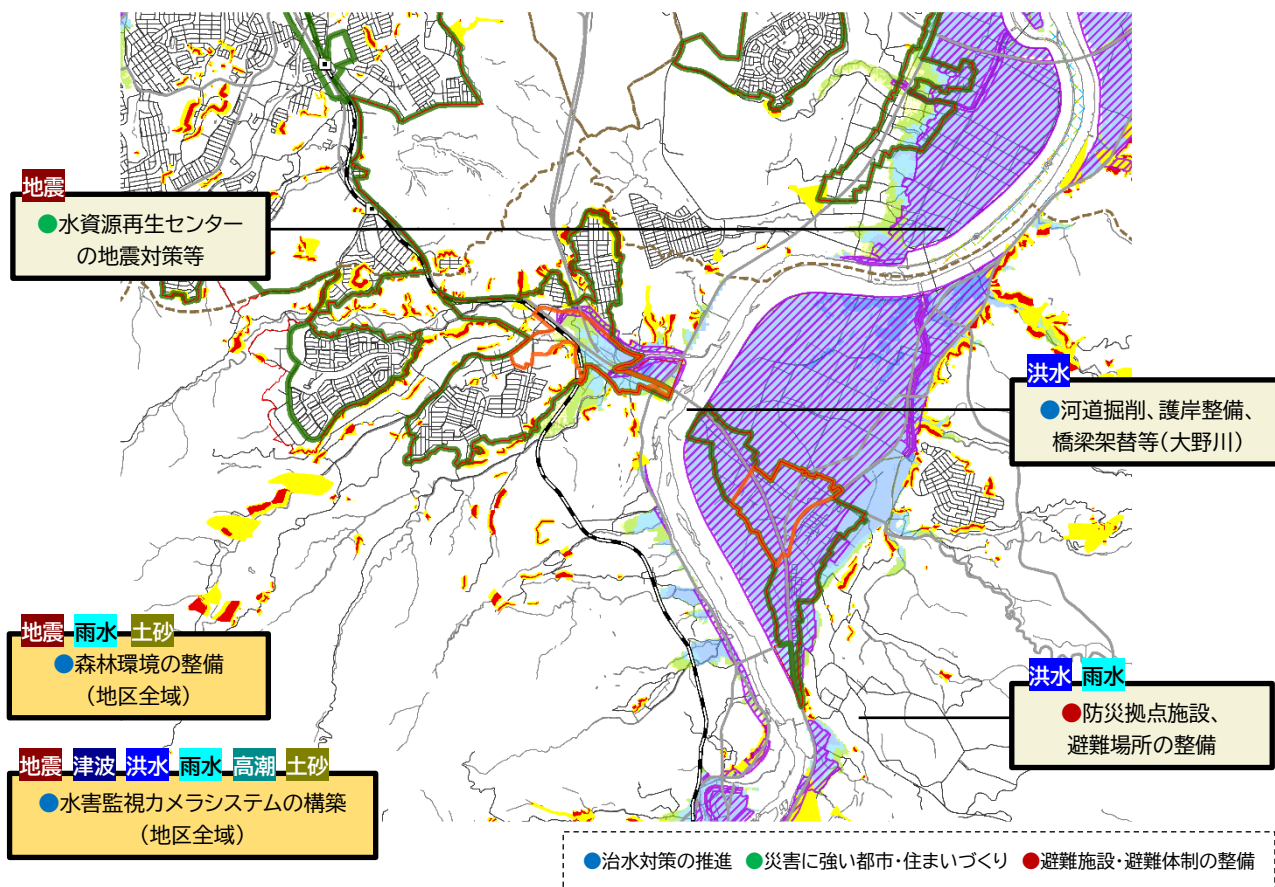 地震
●水資源再生センター
の地震対策等
洪水
●河道掘削、護岸整備、
橋梁架替等(大野川)
地震 雨水 土砂
●森林環境の整備
(地区全域)
洪水 雨水
●防災拠点施設、
避難場所の整備
地震 津波 洪水 雨水 高潮 土砂
●水害監視カメラシステムの構築
(地区全域)
●治水対策の推進 ●災害に強い都市・住まいづくり ●避難施設・避難体制の整備